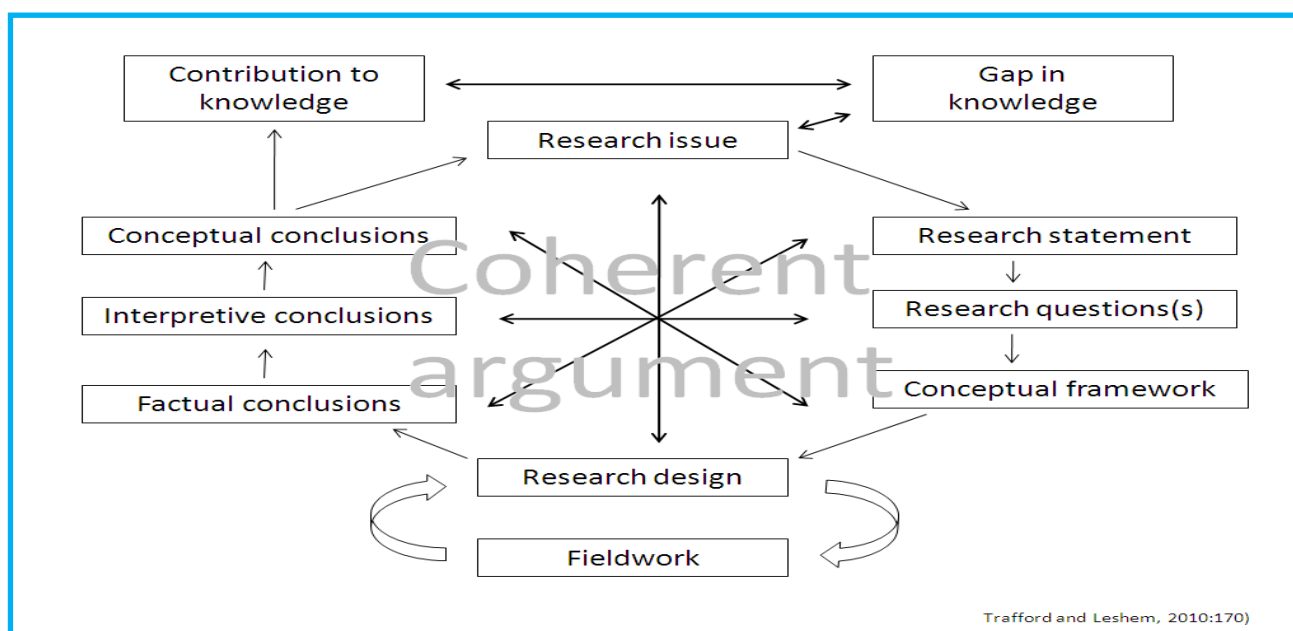 Contribution to
knowledge
Gap in
knowledge
Research issue
Conceptual conclusions
Research statement
Coherent
argument
Interpretive conclusions
Research questions(s)
Factual conclusions
Conceptual framework
Research design
Fieldwork
Trafford and Leshem, 2010:170)